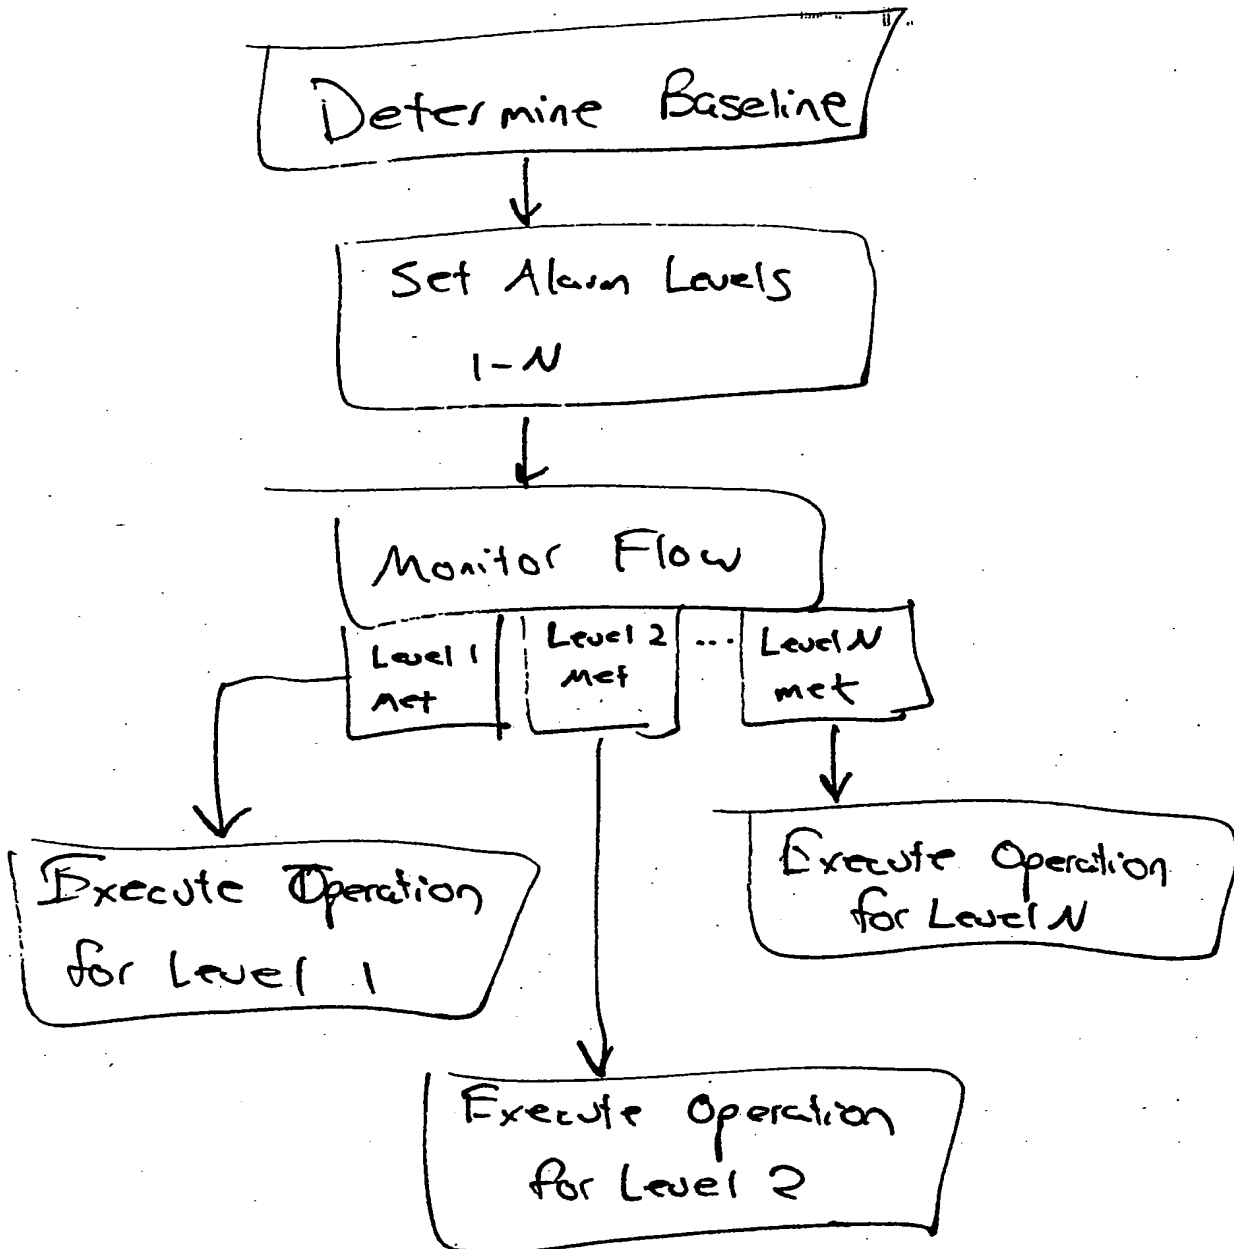 Determine Baseline
Set Alarm Levels
1-N
Monitor Flow
Level 1
Met
Level 2
Met
...
Level N
met
Execute Operation
for Level 1
Execute Operation
for Level N
Execute Operation
for Level 2